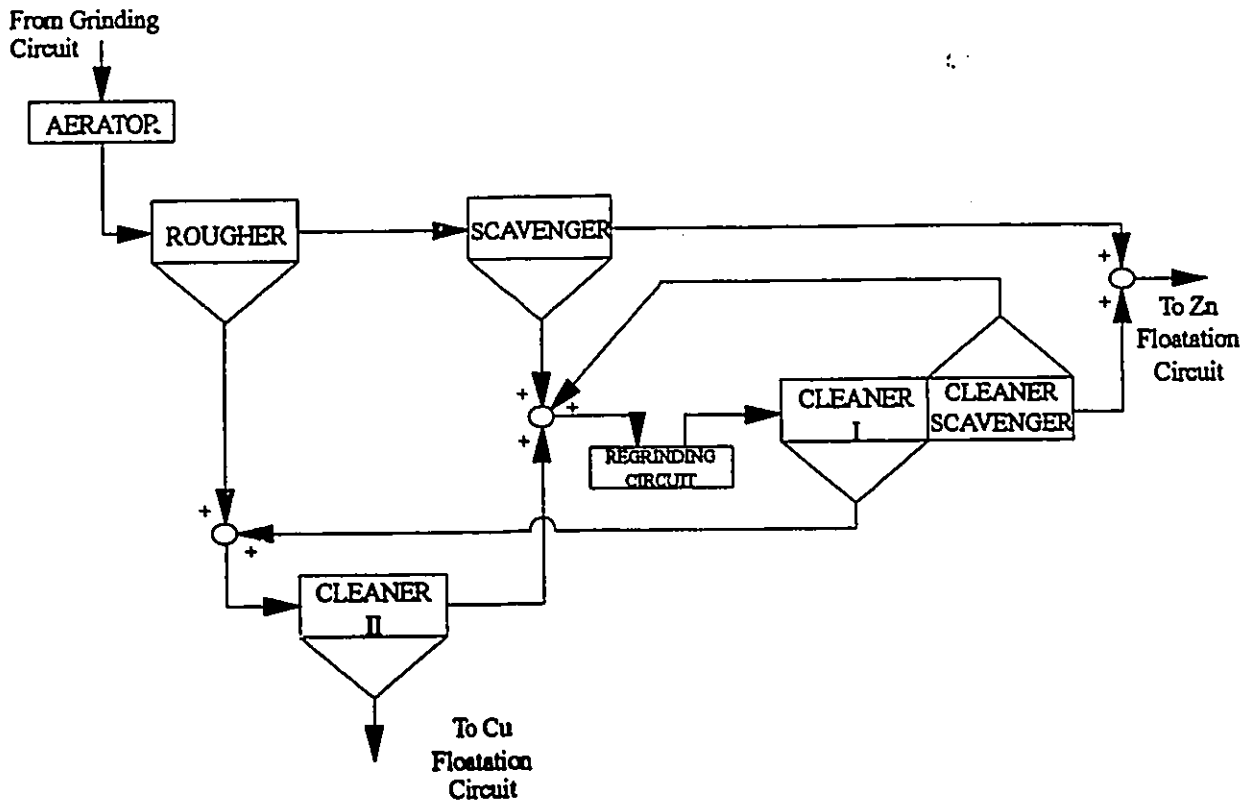 From Grinding
Circuit
AERATOR
ROUGHER
SCAVENGER
+
+
To Zn
Floatation
Circuit
CLEANER
I
CLEANER
SCAVENGER
+
+
+
REGRINDING
CIRCUIT
+
+
CLEANER
II
To Cu
Floatation
Circuit